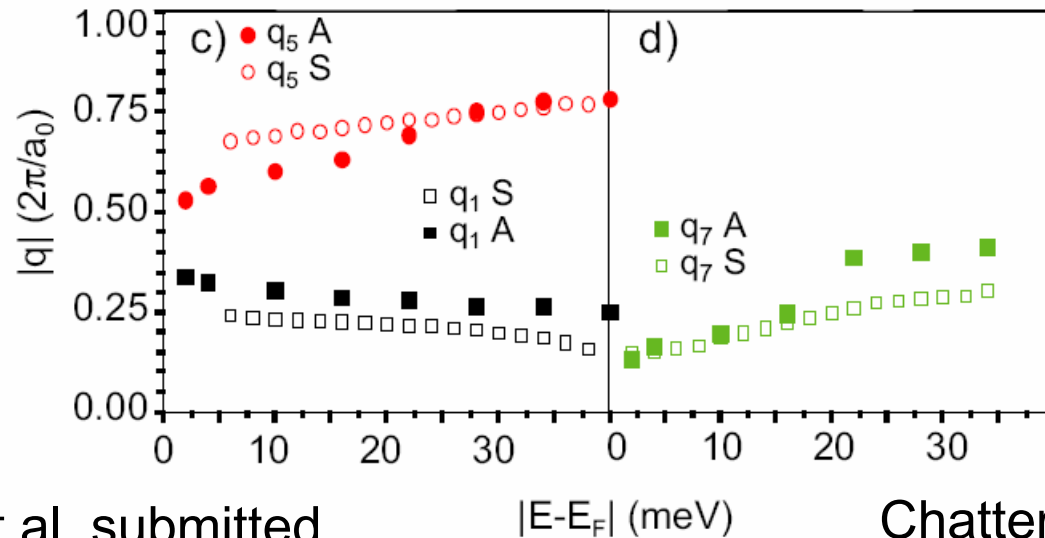 1.00
0.75
0.50
0.25
0.00
|q| (2π/a₀)
c)
q₅ A
q₅ S
q₁ S
q₁ A
d)
q₇ A
q₇ S
0 10 20 30 0 10 20 30
|E-E_F| (meV)
al. submitted
Chatter